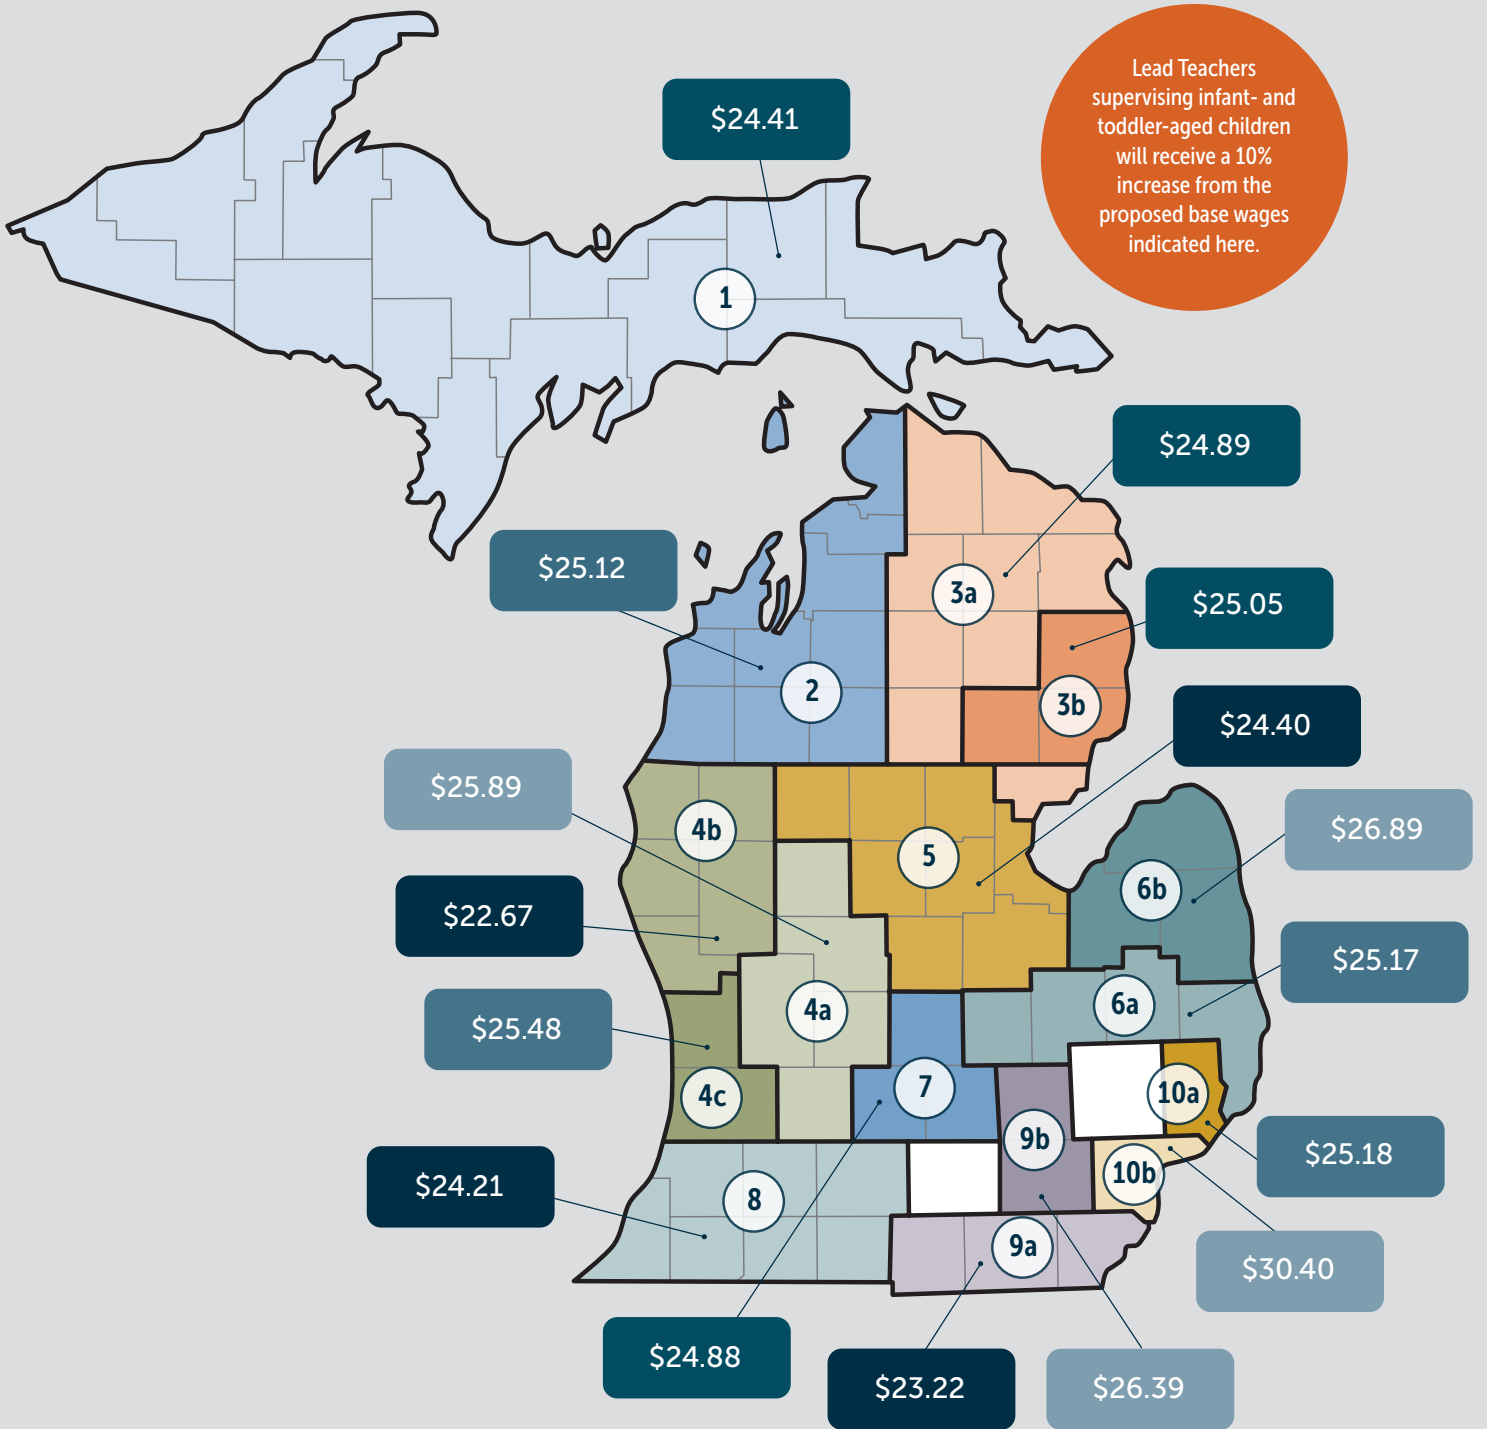 Lead Teachers
supervising infant- and
toddler-aged children
will receive a 10%
increase from the
proposed base wages
indicated here.
$24.41
1
$24.89
$25.12
3a
$25.05
2
3b
$24.40
$25.89
4b
5
$26.89
6b
$22.67
$25.17
4a
6a
$25.48
4c
7
10a
9b
$25.18
10b
$24.21
8
9a
$30.40
$24.88
$23.22
$26.39